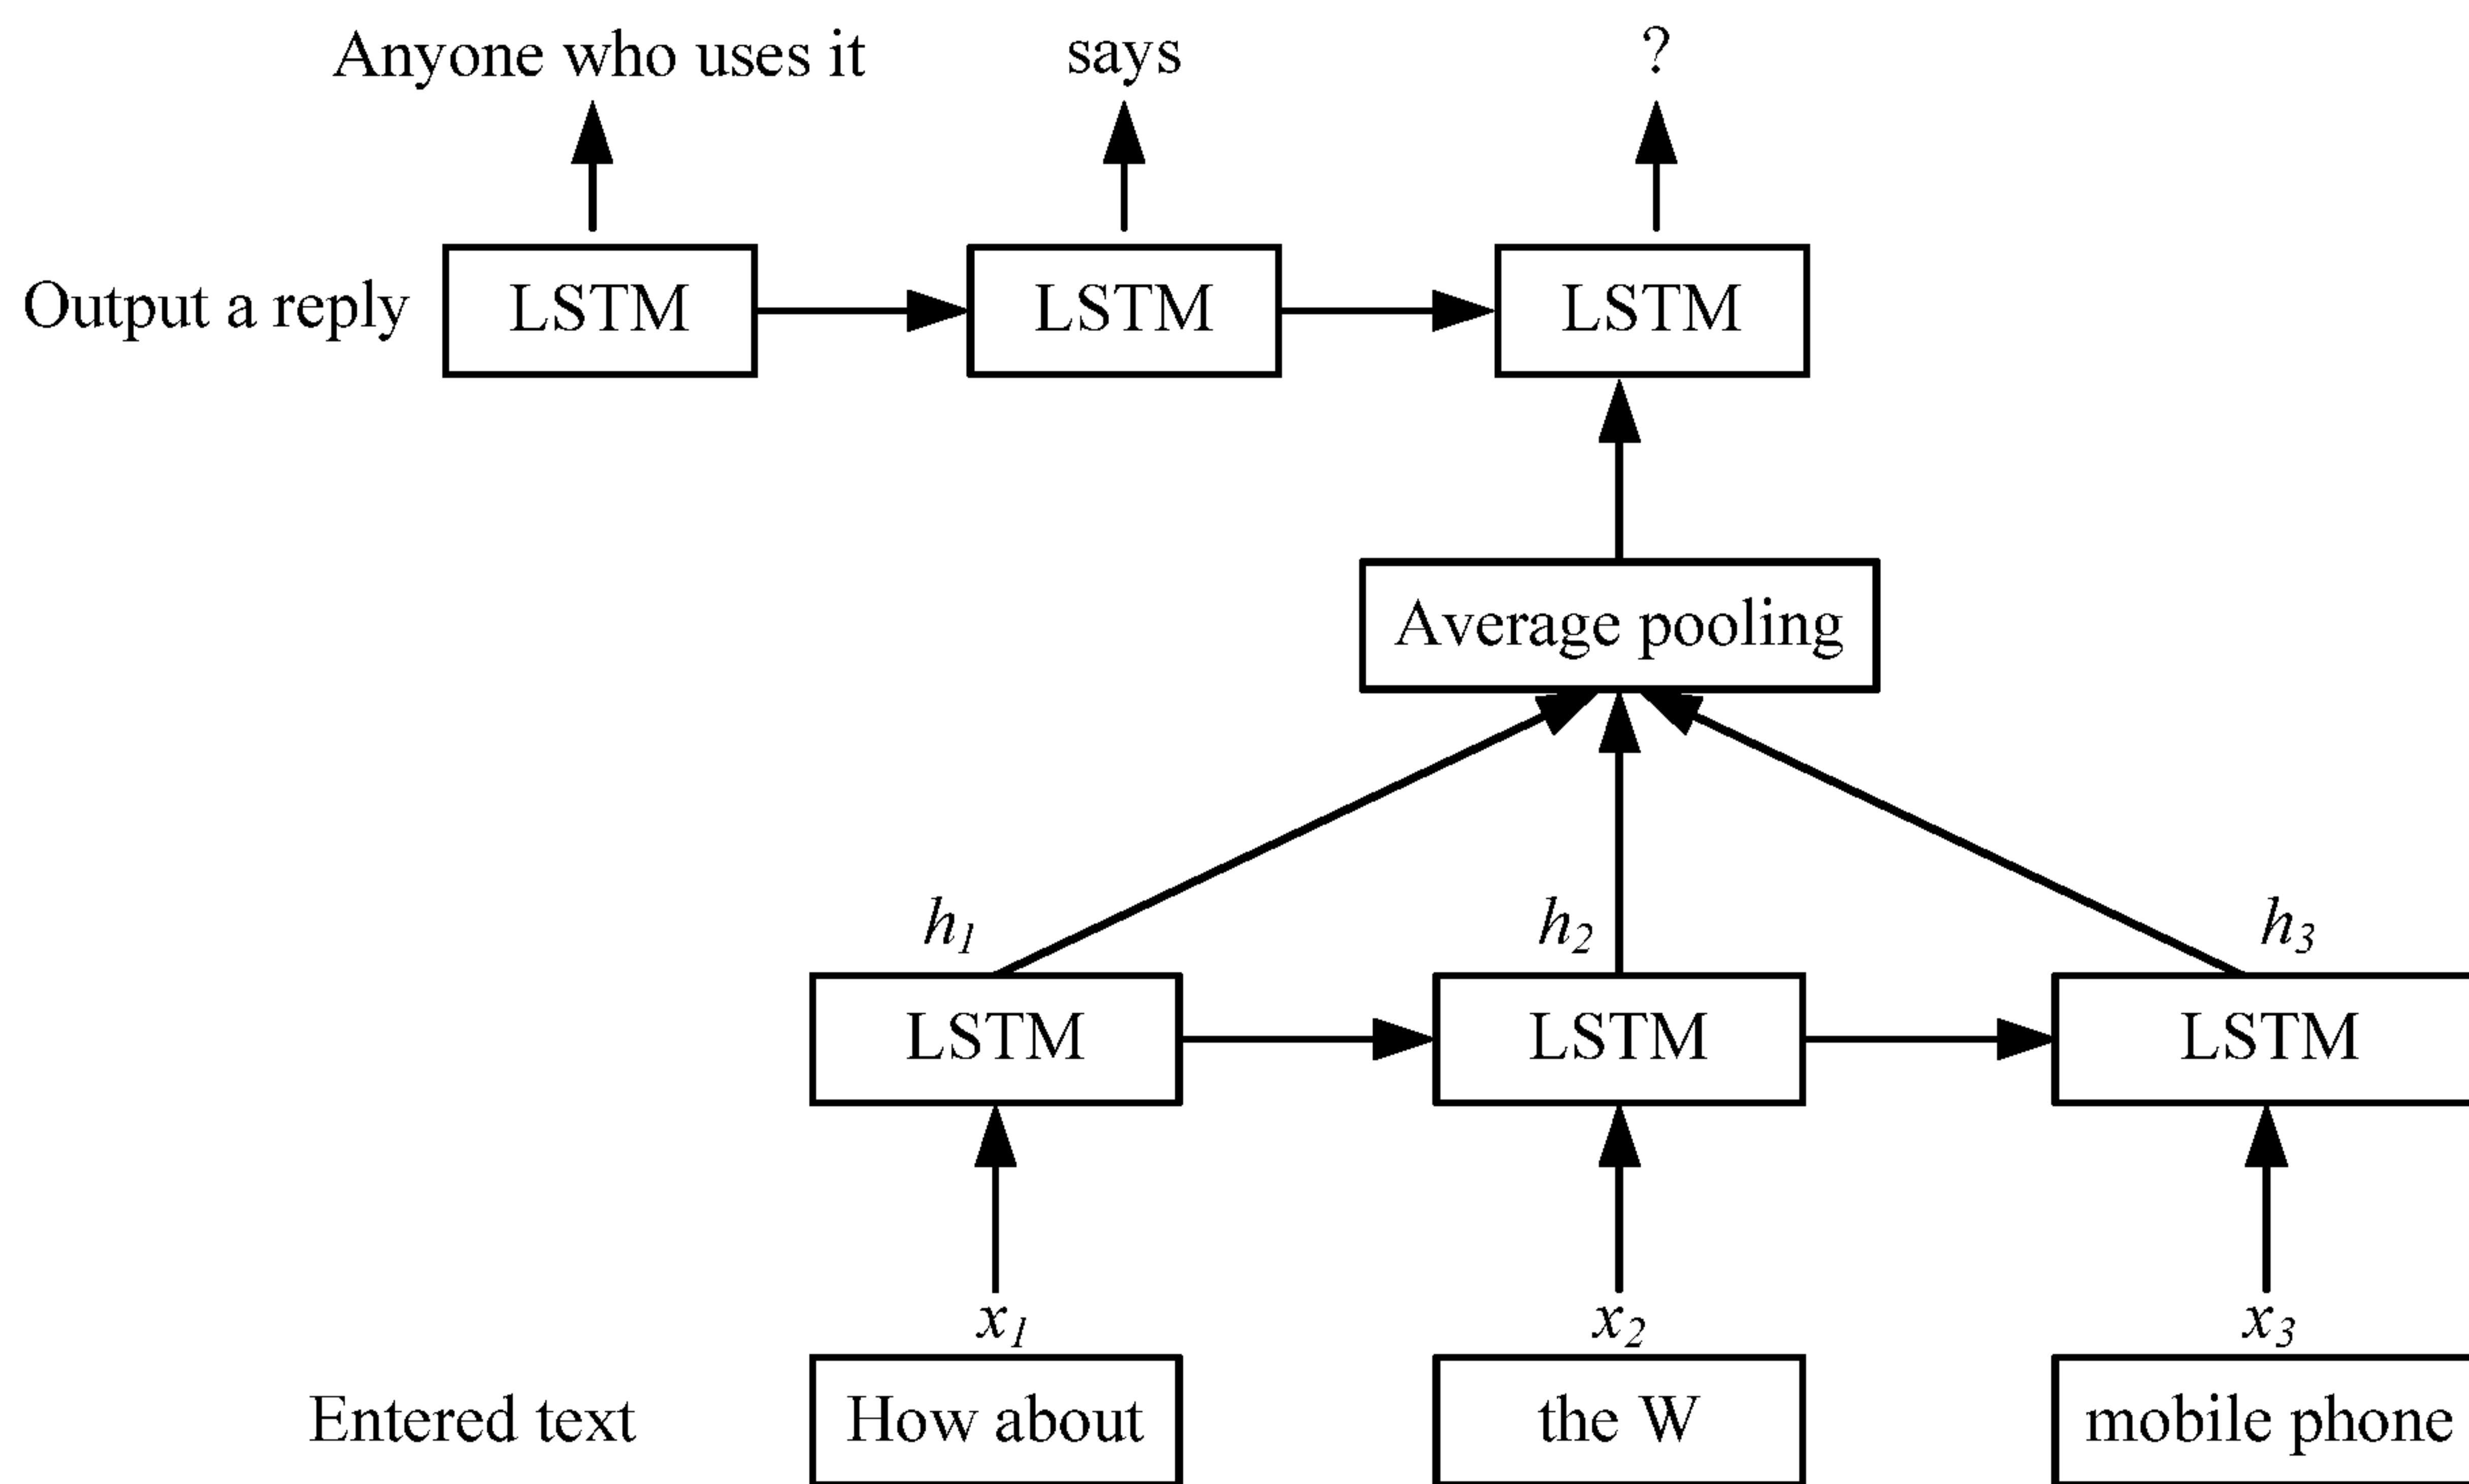 Anyone who uses it says ?
Output a reply LSTM LSTM LSTM
Average pooling
h1 h2 h3
LSTM LSTM LSTM
x1 x2 x3
Entered text How about the W mobile phone